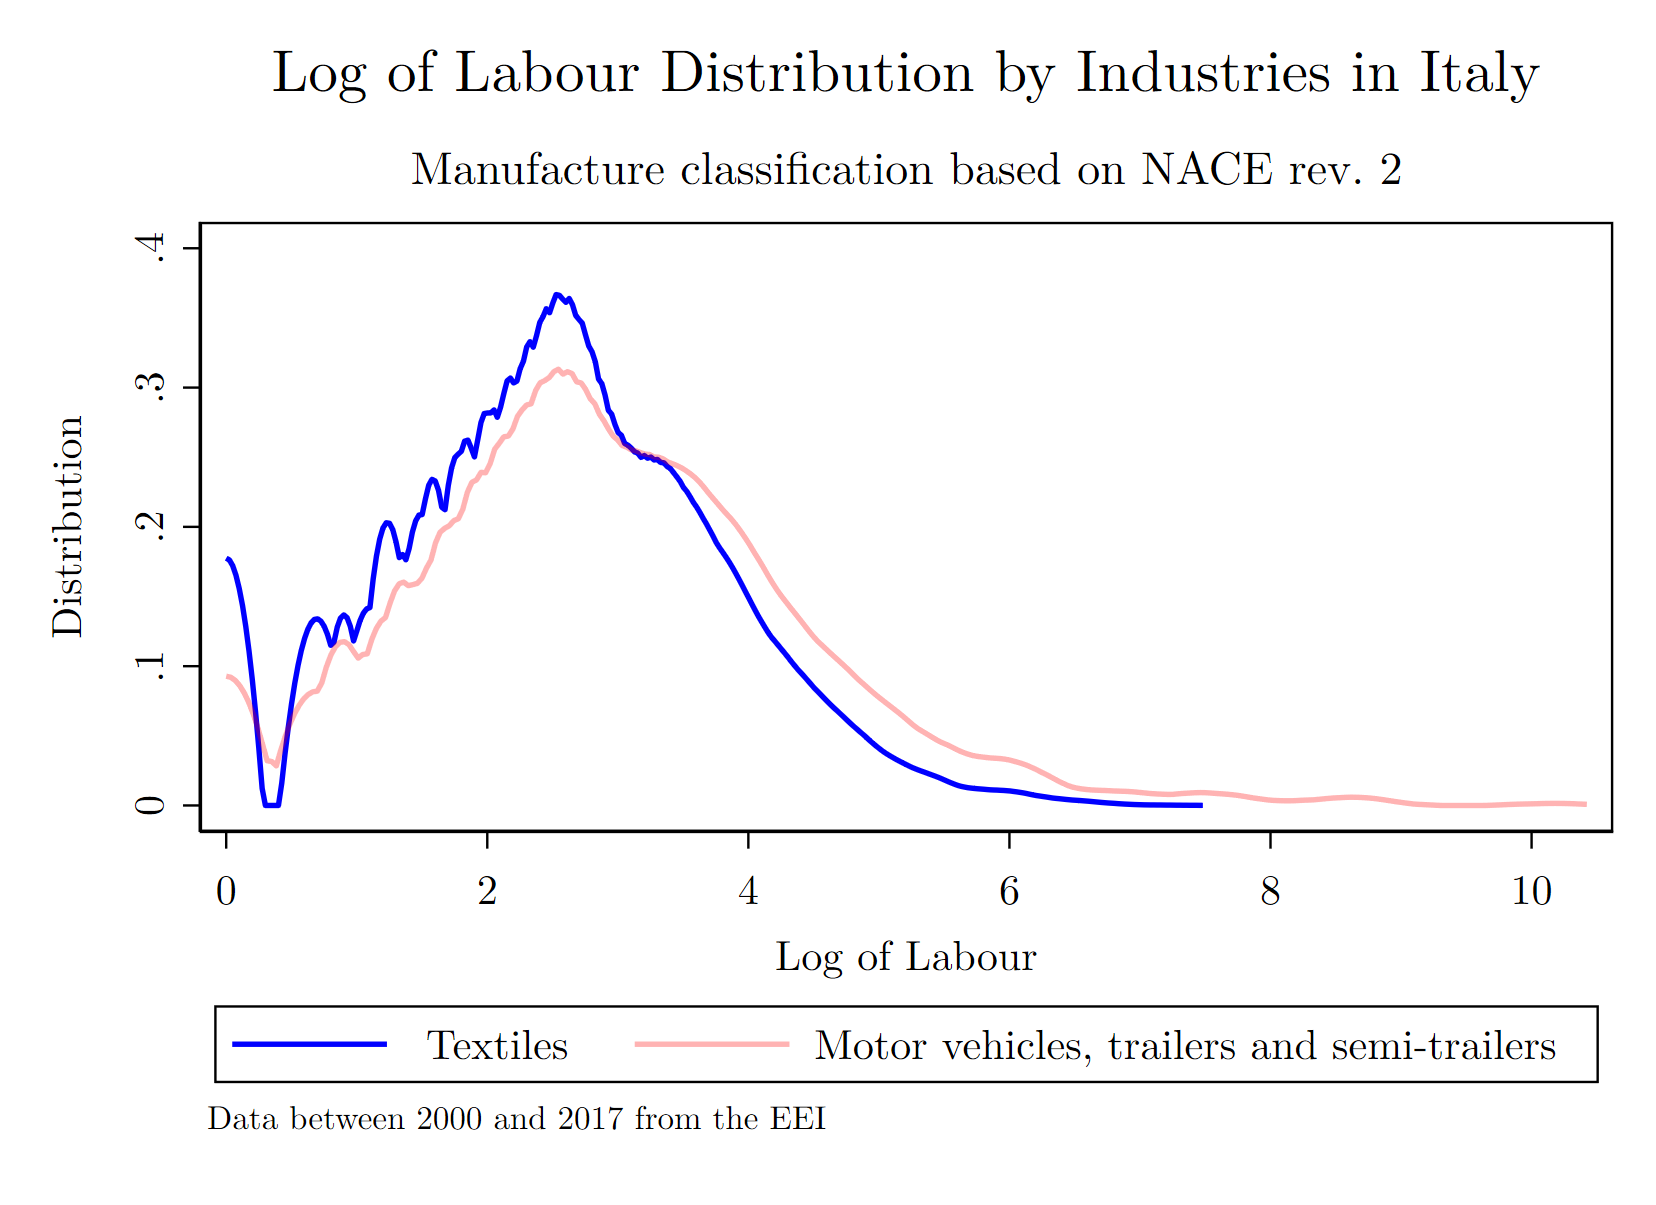 Log of Labour Distribution by Industries in Italy
Manufacture classification based on NACE rev. 2
Distribution
.4
.3
.2
.1
0
0 2 4 6 8 10
Log of Labour
Textiles Motor vehicles, trailers and semi-trailers
Data between 2000 and 2017 from the EEI